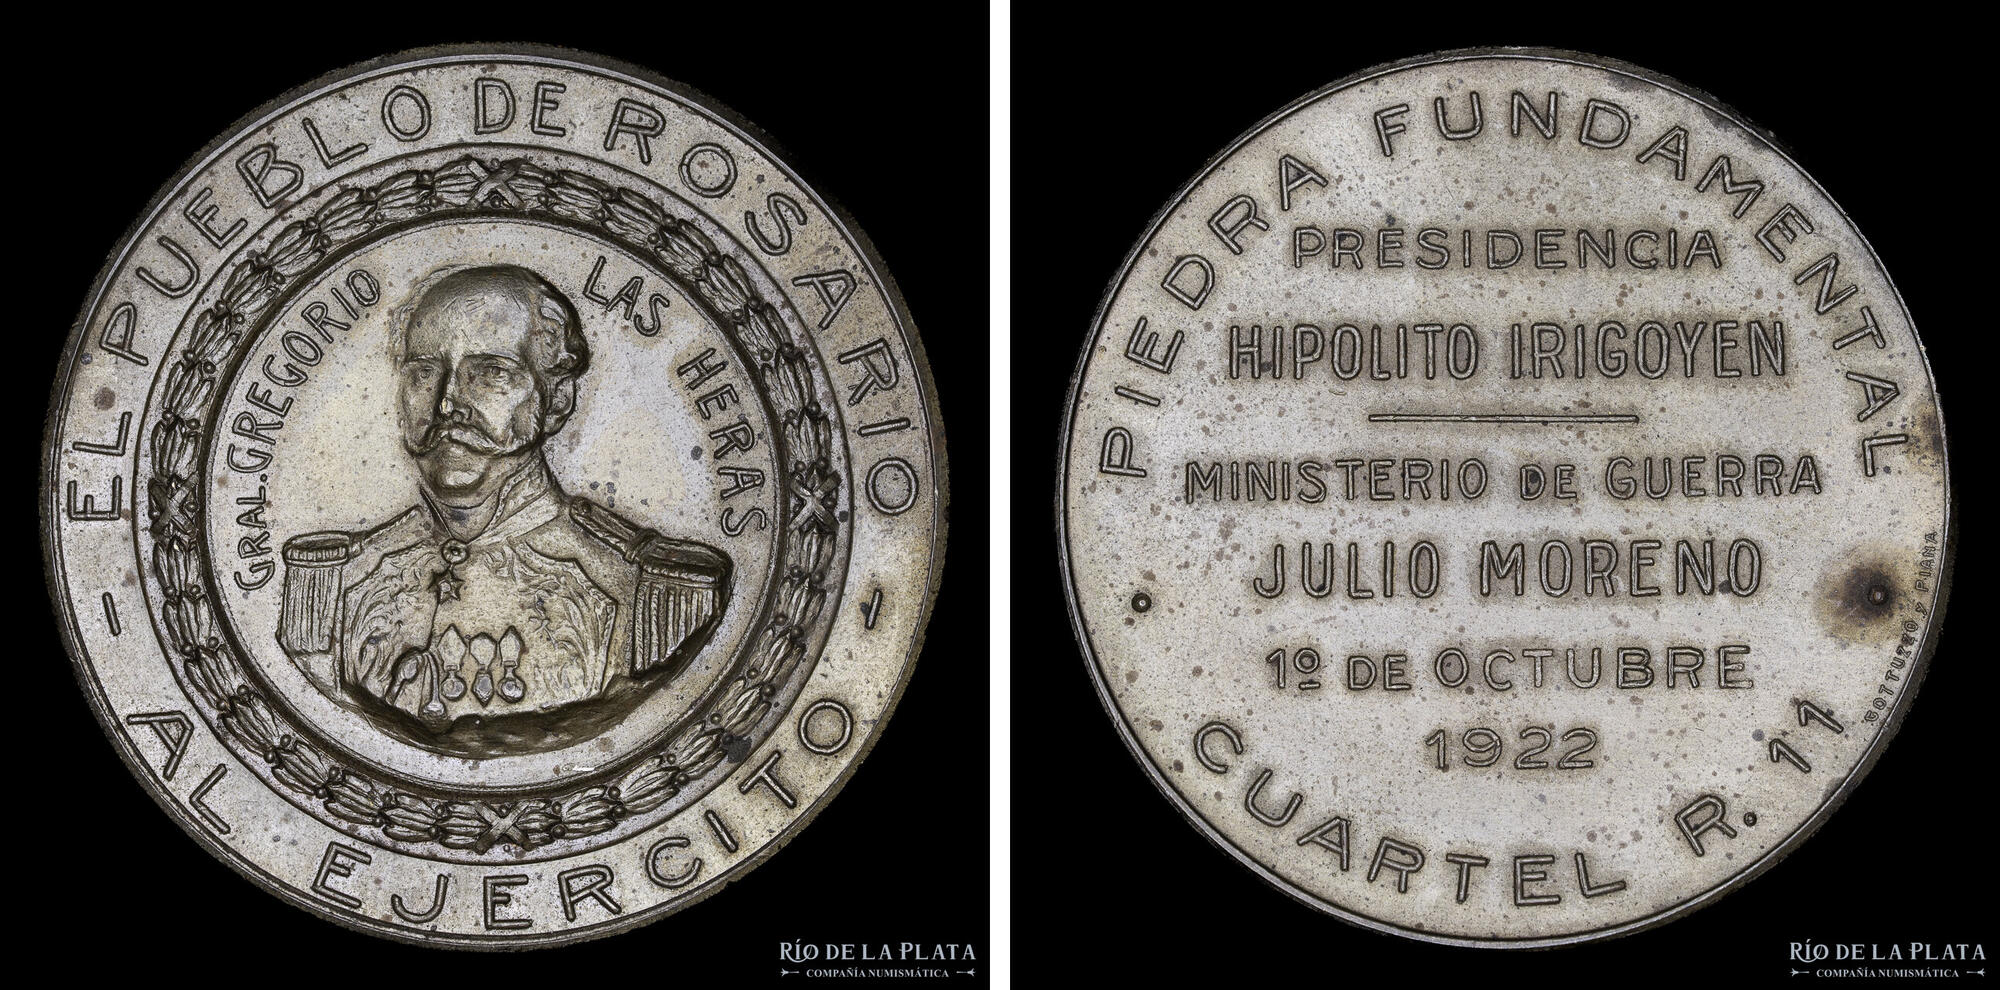 EL PUEBLO DE ROSARIO
GRAL. GREGORIO LAS HERAS
- AL EJERCITO -
RÍO DE LA PLATA
COMPAÑÍA NUMISMÁTICA
PIEDRA FUNDAMENTAL
PRESIDENCIA
HIPOLITO IRIGOYEN
MINISTERIO DE GUERRA
JULIO MORENO
1º DE OCTUBRE
1922
CUARTEL R. 11
GOTTUZZO Y PIANA
RÍO DE LA PLATA
COMPAÑÍA NUMISMÁTICA